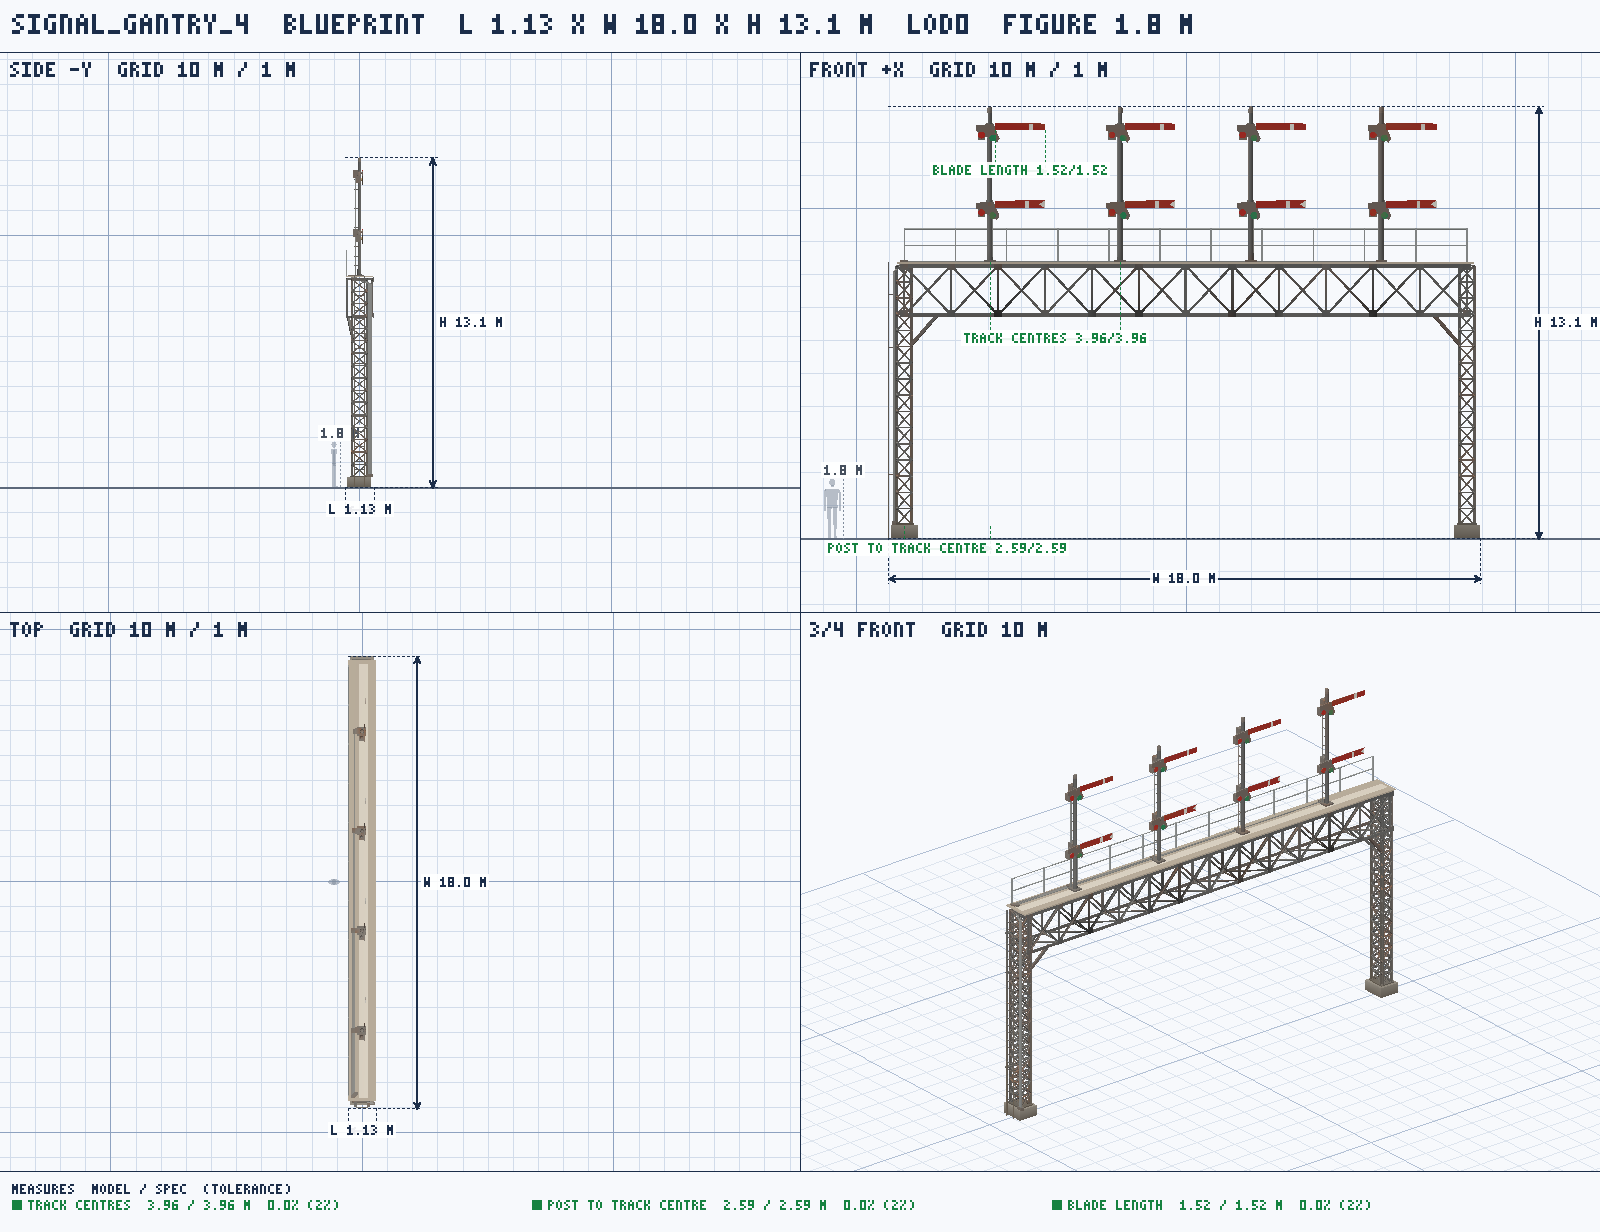 SIGNAL_GANTRY_4 BLUEPRINT L 1.13 X W 18.0 X H 13.1 M LOD0 FIGURE 1.8 M
SIDE -Y GRID 10 M / 1 M
H 13.1 M
1.8
L 1.13 M
FRONT +X GRID 10 M / 1 M
BLADE LENGTH 1.52/1.52
H 13.1 M
TRACK CENTRES 3.96/3.96
1.8 M
POST TO TRACK CENTRE 2.59/2.59
W 18.0 M
TOP GRID 10 M / 1 M
W 18.0 M
L 1.13 M
3/4 FRONT GRID 10 M
MEASURES MODEL / SPEC (TOLERANCE)
TRACK CENTRES 3.96 / 3.96 M 0.0% (2%)
POST TO TRACK CENTRE 2.59 / 2.59 M 0.0% (2%)
BLADE LENGTH 1.52 / 1.52 M 0.0% (2%)